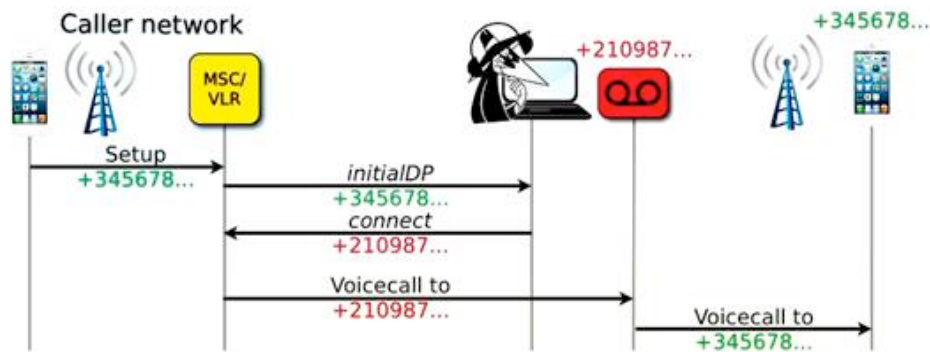 Caller network
+345678...
+210987...
MSC/
VLR
Setup
+345678...
initialDP
+345678...
connect
+210987...
Voicecall to
+210987...
Voicecall to
+345678...